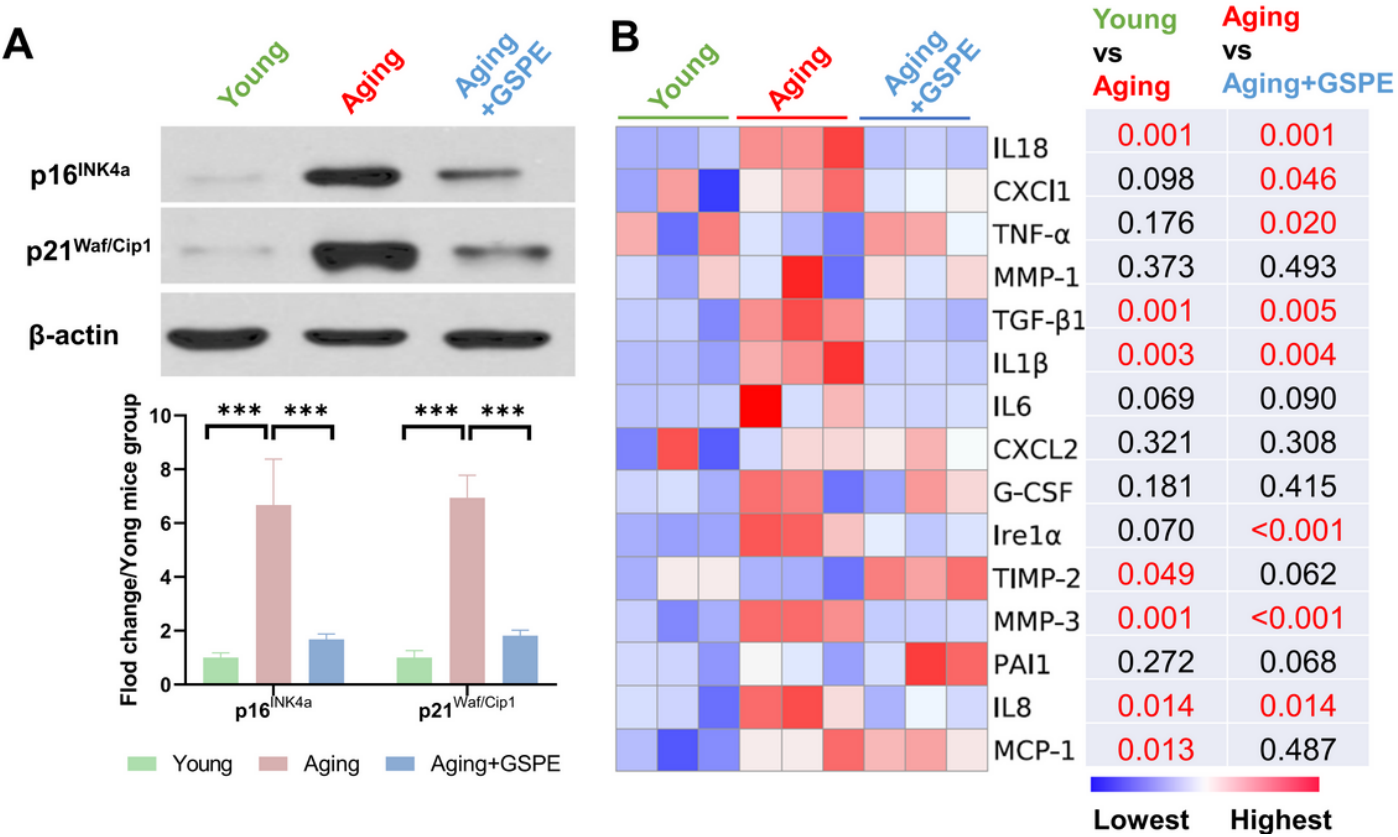 A
Young
Aging
Aging
+GSPE
p16INK4a
p21Waf/Cip1
β-actin
Flod change/Yong mice group
10
8
6
4
2
0
*** *** *** ***
p16INK4a p21Waf/Cip1
Young Aging Aging+GSPE
B
Young
Aging
Aging
+GSPE
Young
vs
Aging
Aging
vs
Aging+GSPE
IL18 0.001 0.001
CXCl1 0.098 0.046
TNF-α 0.176 0.020
MMP-1 0.373 0.493
TGF-β1 0.001 0.005
IL1β 0.003 0.004
IL6 0.069 0.090
CXCL2 0.321 0.308
G-CSF 0.181 0.415
Ire1α 0.070 <0.001
TIMP-2 0.049 0.062
MMP-3 0.001 <0.001
PAI1 0.272 0.068
IL8 0.014 0.014
MCP-1 0.013 0.487
Lowest Highest